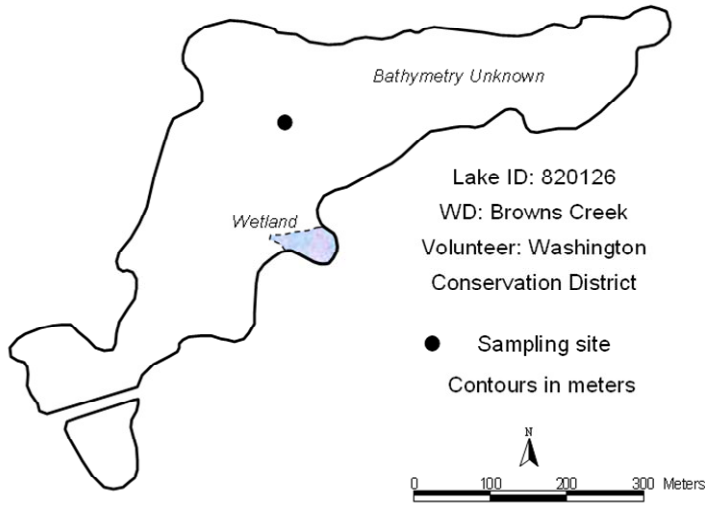 Bathymetry Unknown
Lake ID: 820126
WD: Browns Creek
Wetland
Volunteer: Washington
Conservation District
Sampling site
Contours in meters
N
0 100 200 300 Meters